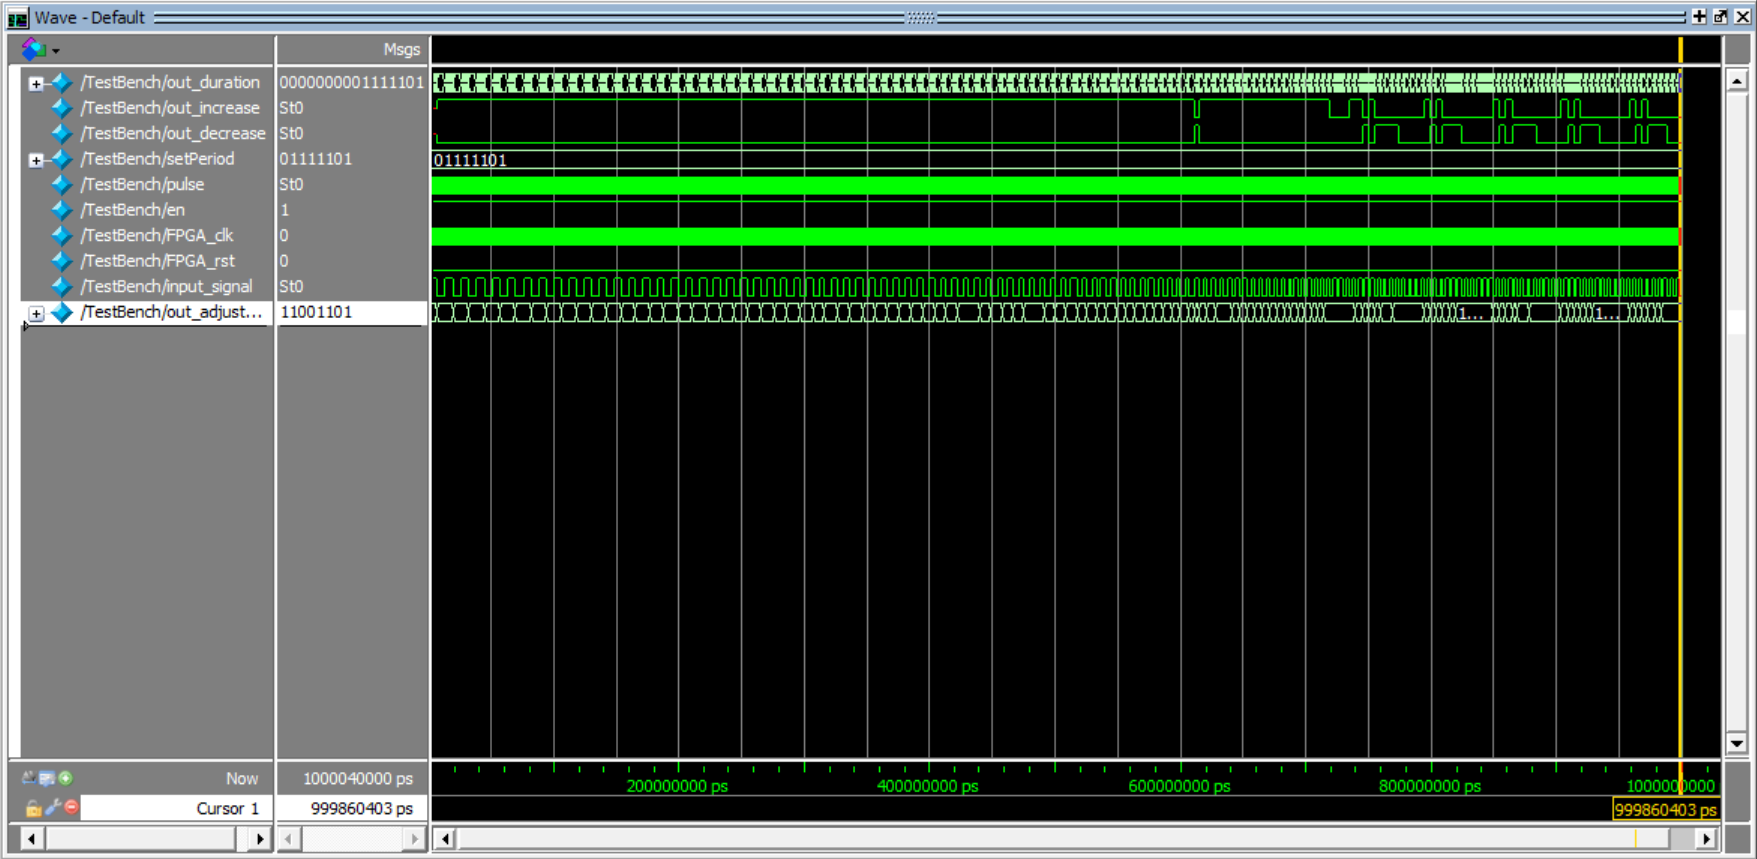 Wave - Default
Msgs
/TestBench/out_duration 0000000001111101
/TestBench/out_increase St0
/TestBench/out_decrease St0
/TestBench/setPeriod 01111101 01111101
/TestBench/pulse St0
/TestBench/en 1
/TestBench/FPGA_clk 0
/TestBench/FPGA_rst 0
/TestBench/input_signal St0
/TestBench/out_adjust... 11001101 1... 1...
Now 1000040000 ps 200000000 ps 400000000 ps 600000000 ps 800000000 ps 1000000000
Cursor 1 999860403 ps 999860403 ps